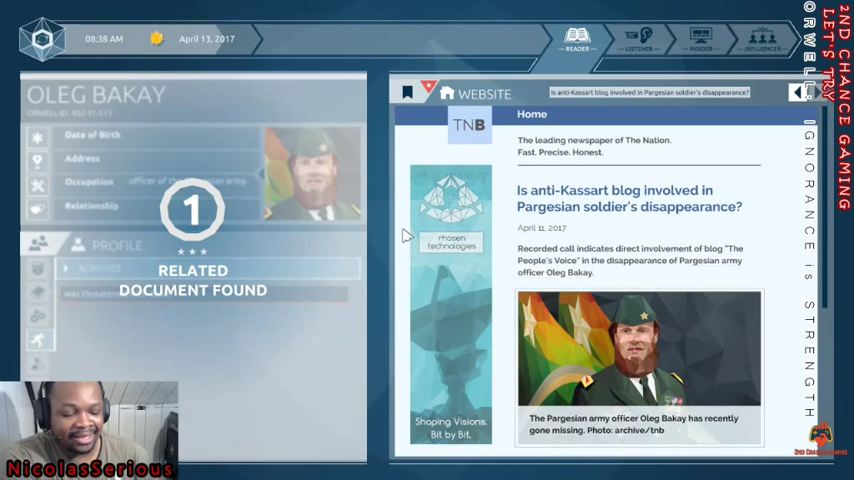 08:38 AM
April 13, 2017
READER
LISTENER
INSIDER
INFLUENCER
2ND CHANCE GAMING
LET'S TRY
ORWELL: IGNORANCE is STRENGTH
OLEG BAKAY
Date of Birth
Address
Occupation officer of the Pargesian army
Relationship
PROFILE
ACTIVITIES
was threatened
1
RELATED
DOCUMENT FOUND
WEBSITE
Is anti-Kassart blog involved in Pargesian soldier's disappearance?
TNB
Home
The leading newspaper of The Nation.
Fast. Precise. Honest.
Is anti-Kassart blog involved in
Pargesian soldier's disappearance?
April 11, 2017
Recorded call indicates direct involvement of blog "The
People's Voice" in the disappearance of Pargesian army
officer Oleg Bakay.
rhosen
technologies
Shaping Visions.
Bit by Bit.
The Pargesian army officer Oleg Bakay has recently
gone missing. Photo: archive/tnb
NicolasSerious
2ND CHANCE GAMING